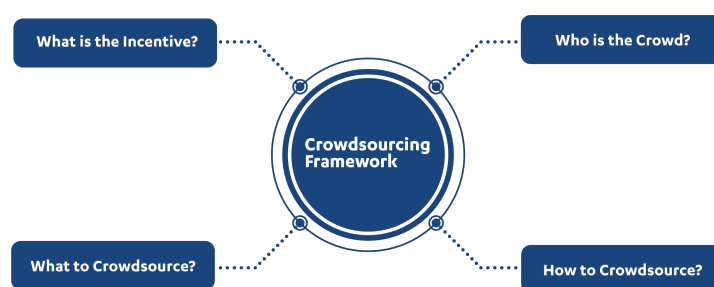 What is the Incentive?
Who is the Crowd?
Crowdsourcing
Framework
What to Crowdsource?
How to Crowdsource?